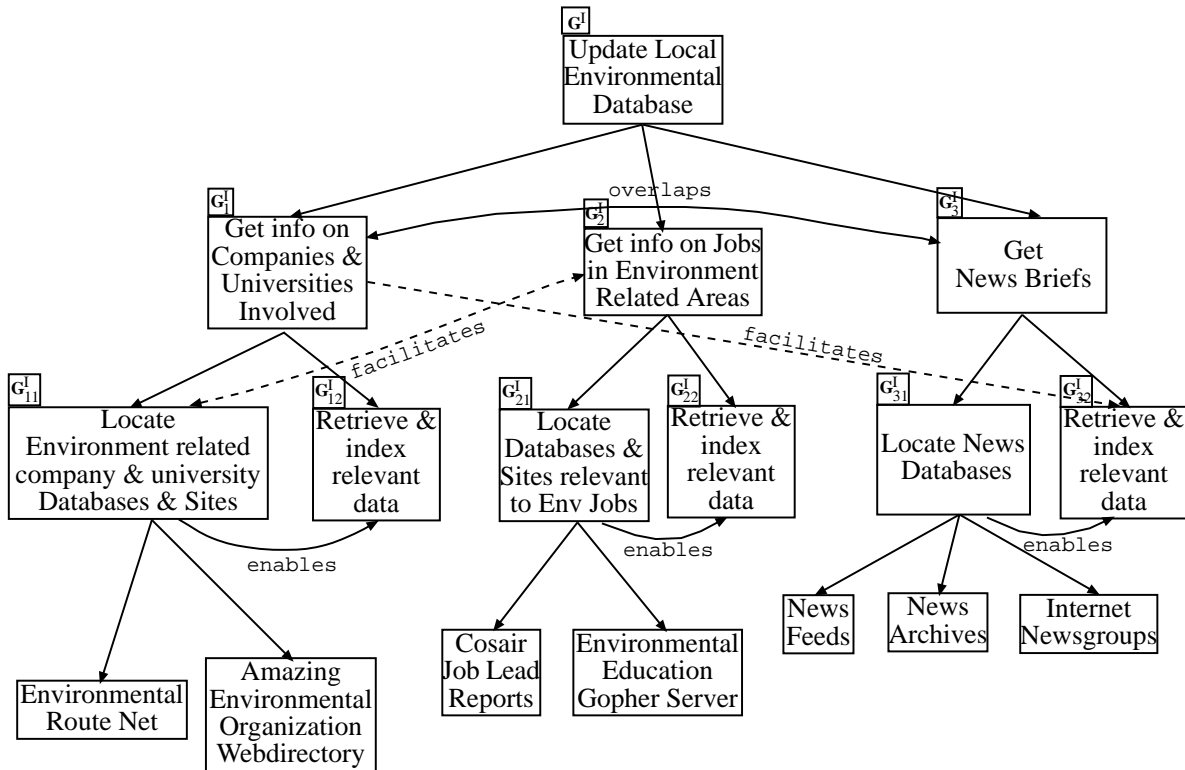 G^I
Update Local
Environmental
Database
overlaps
G^I_1
Get info on
Companies &
Universities
Involved
G^I_2
Get info on Jobs
in Environment
Related Areas
G^I_3
Get
News Briefs
facilitates
facilitates
G^I_11
Locate
Environment related
company & university
Databases & Sites
G^I_12
Retrieve &
index
relevant
data
G^I_21
Locate
Databases &
Sites relevant
to Env Jobs
G^I_22
Retrieve &
index
relevant
data
G^I_31
Locate News
Databases
G^I_32
Retrieve &
index
relevant
data
enables
enables
enables
Environmental
Route Net
Amazing
Environmental
Organization
Webdirectory
Cosair
Job Lead
Reports
Environmental
Education
Gopher Server
News
Feeds
News
Archives
Internet
Newsgroups